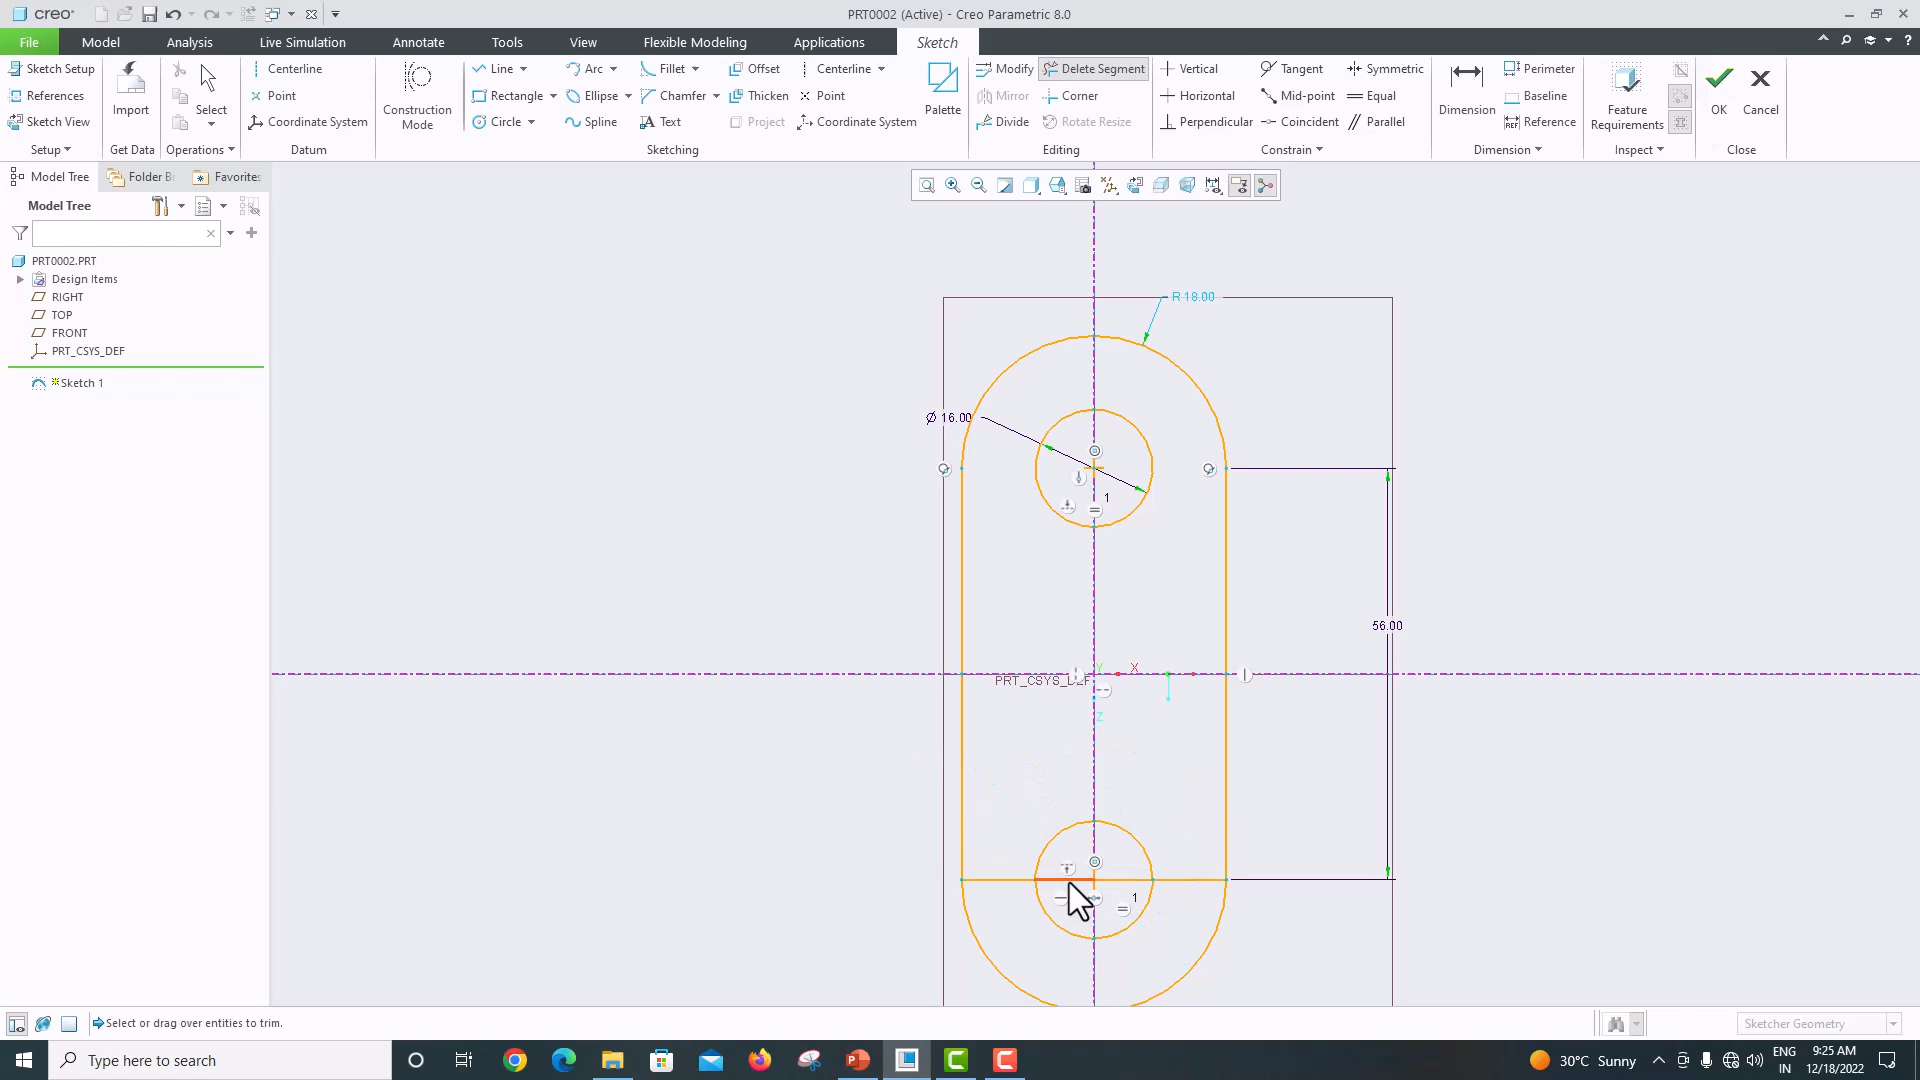 creo
PRT0002 (Active) - Creo Parametric 8.0
File Model Analysis Live Simulation Annotate Tools View Flexible Modeling Applications Sketch
Sketch Setup
References
Sketch View
Setup
Import
Get Data
Select
Operations
Centerline
Point
Coordinate System
Datum
Construction Mode
Line Arc Fillet Offset Centerline
Rectangle Ellipse Chamfer Thicken Point
Circle Spline Text Project Coordinate System
Palette
Sketching
Modify Delete Segment
Mirror Corner
Divide Rotate Resize
Editing
Vertical Tangent Symmetric
Horizontal Mid-point Equal
Perpendicular Coincident Parallel
Constrain
Dimension
Perimeter
Baseline
Reference
Dimension
Feature Requirements
Inspect
OK Cancel
Close
Model Tree Folder B Favorites
Model Tree
PRT0002.PRT
Design Items
RIGHT
TOP
FRONT
PRT_CSYS_DEF
Sketch 1
R 18.00
Ø 16.00
1
56.00
Y X
PRT_CSYS_DEF
Z
1
Select or drag over entities to trim.
Sketcher Geometry
Type here to search
30°C Sunny
ENG
IN
9:25 AM
12/18/2022